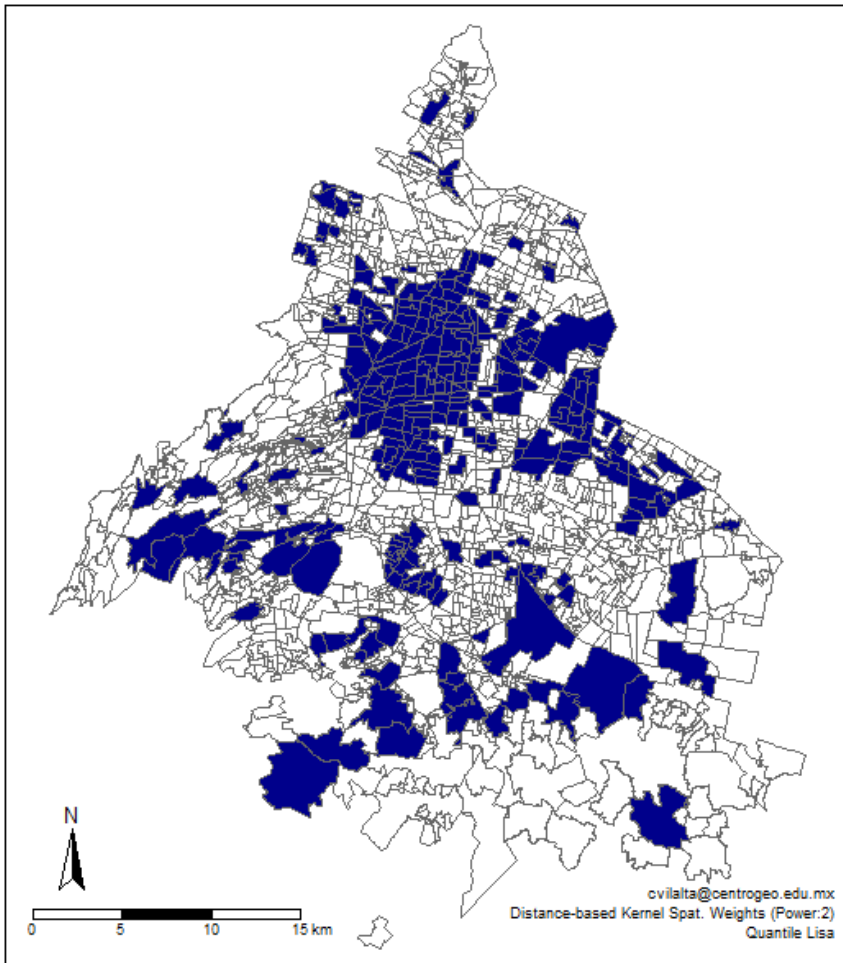 N
0 5 10 15 km
cvilalta@centrogeo.edu.mx
Distance-based Kernel Spat. Weights (Power:2)
Quantile Lisa